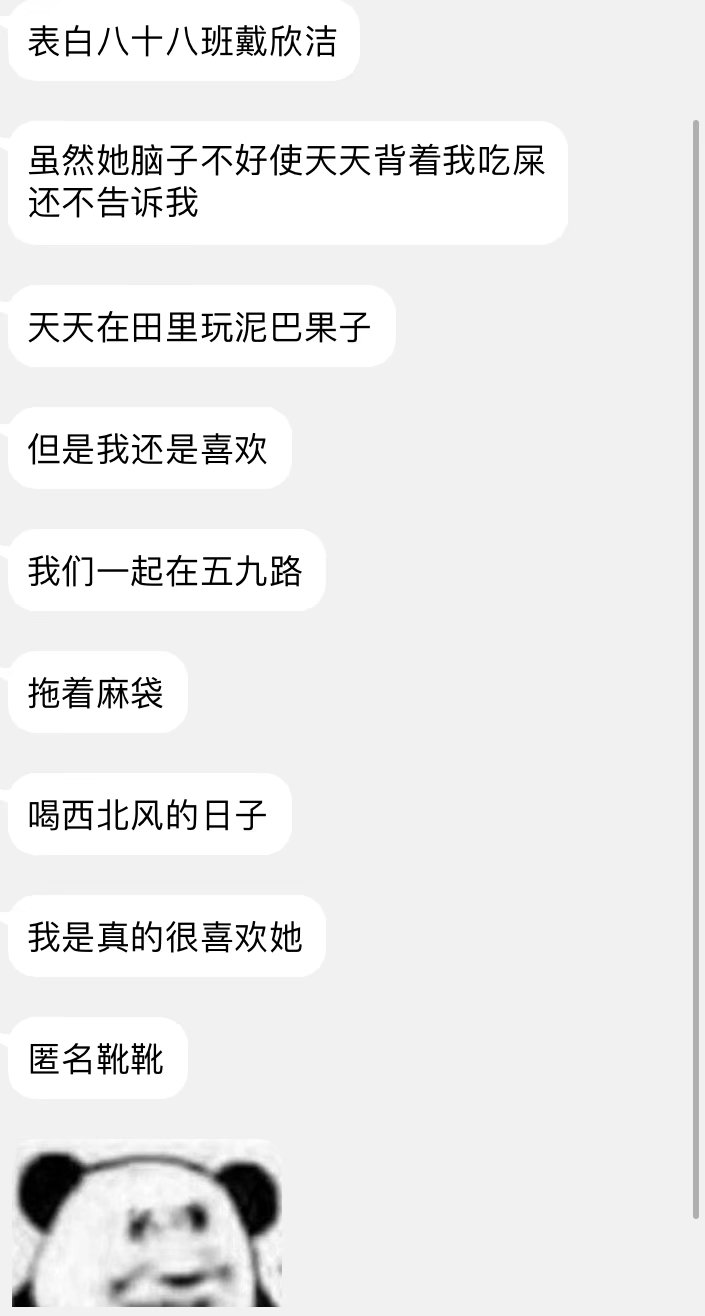 表白八十八班戴欣洁
虽然她脑子不好使天天背着我吃屎
还不告诉我
天天在田里玩泥巴果子
但是我还是喜欢
我们一起在五九路
拖着麻袋
喝西北风的日子
我是真的很喜欢她
匿名靴靴